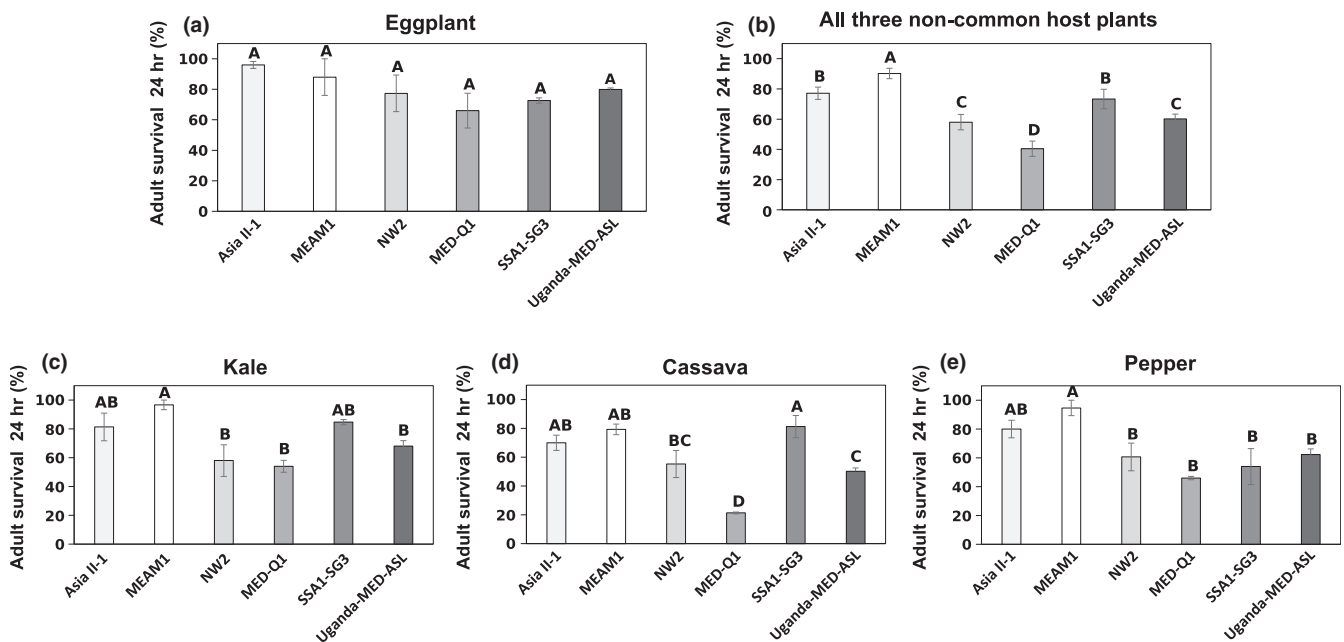 (a) Eggplant
Adult survival 24 hr (%)
100
80
60
40
20
0
A A A A A A
Asia II-1 MEAM1 NW2 MED-Q1 SSA1-SG3 Uganda-MED-ASL
(b) All three non-common host plants
Adult survival 24 hr (%)
100
80
60
40
20
0
B A C D B C
Asia II-1 MEAM1 NW2 MED-Q1 SSA1-SG3 Uganda-MED-ASL
(c) Kale
Adult survival 24 hr (%)
100
80
60
40
20
0
AB A B B AB B
Asia II-1 MEAM1 NW2 MED-Q1 SSA1-SG3 Uganda-MED-ASL
(d) Cassava
Adult survival 24 hr (%)
100
80
60
40
20
0
AB AB BC D A C
Asia II-1 MEAM1 NW2 MED-Q1 SSA1-SG3 Uganda-MED-ASL
(e) Pepper
Adult survival 24 hr (%)
100
80
60
40
20
0
AB A B B B B
Asia II-1 MEAM1 NW2 MED-Q1 SSA1-SG3 Uganda-MED-ASL